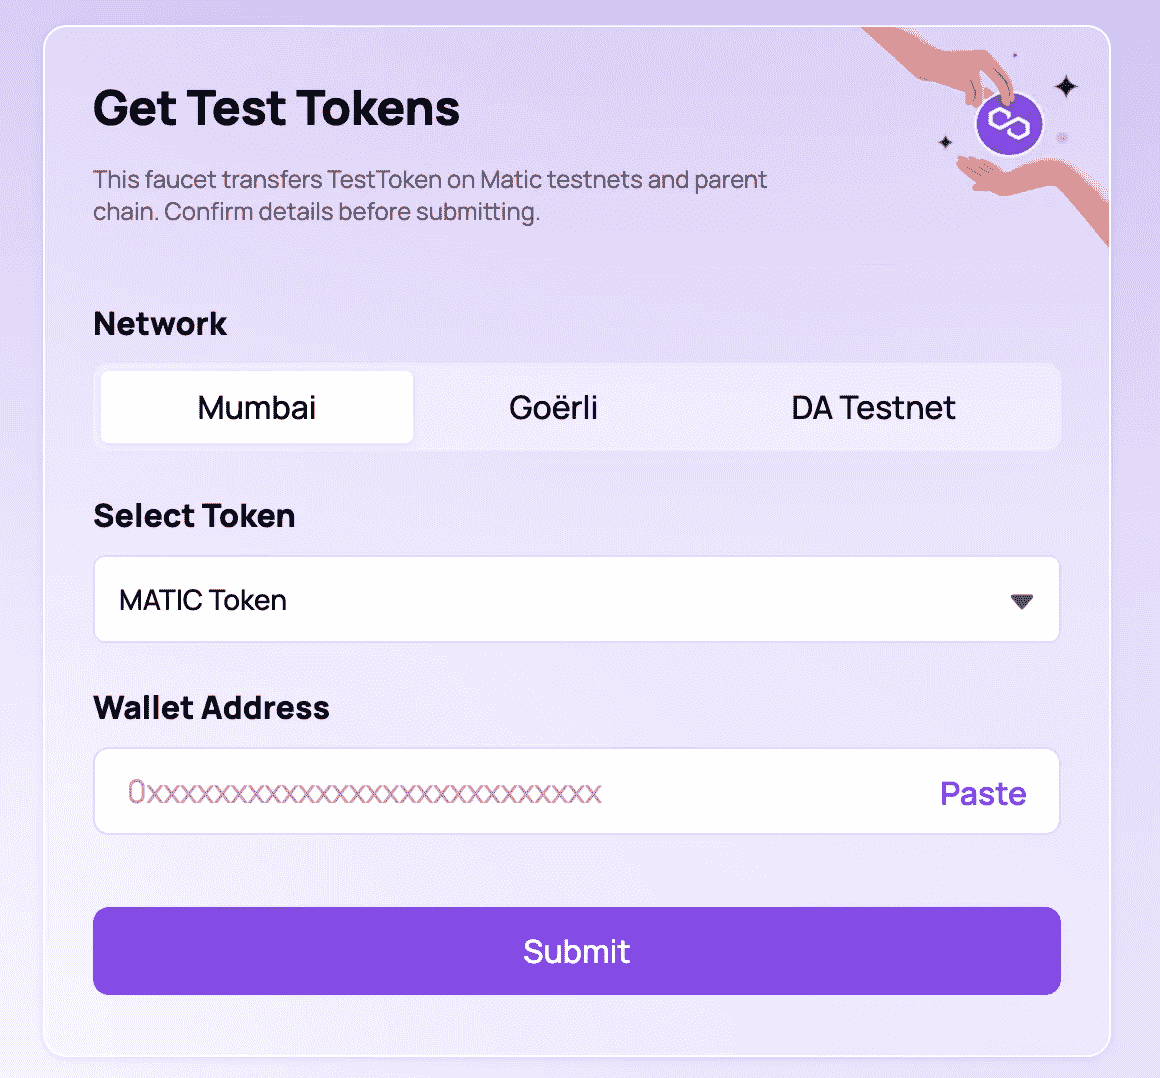 Get Test Tokens
This faucet transfers TestToken on Matic testnets and parent
chain. Confirm details before submitting.
Network
Mumbai Goërli DA Testnet
Select Token
MATIC Token
Wallet Address
0xxxxxxxxxxxxxxxxxxxxxxxxxxxx Paste
Submit